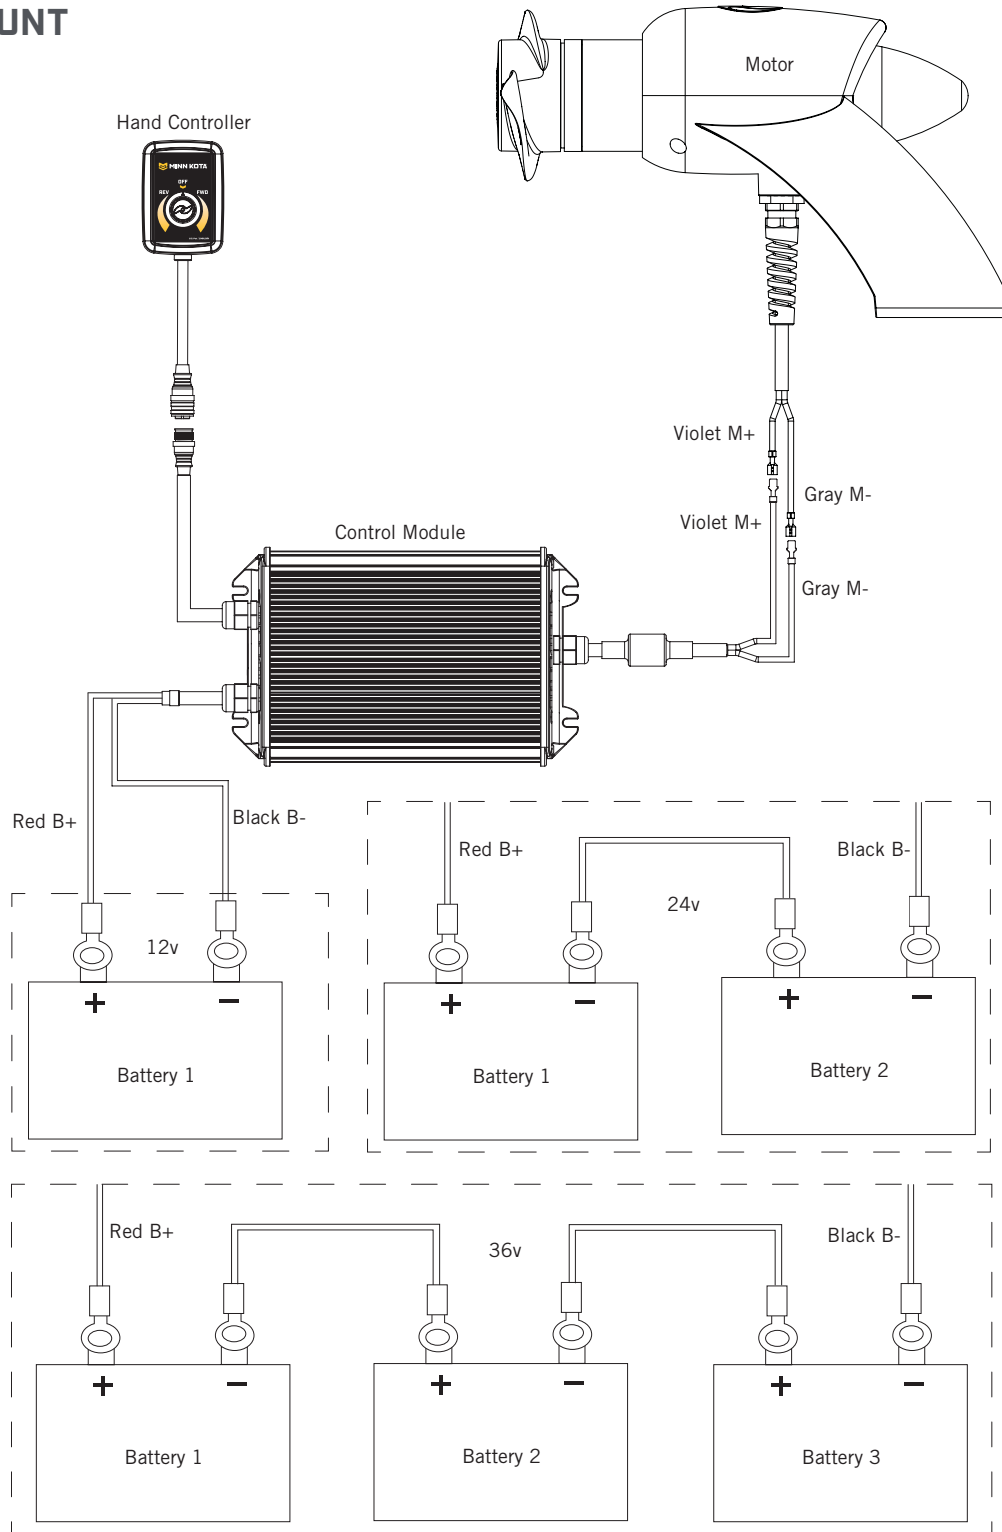 UNT
Motor
Hand Controller
MINN KOTA
OFF
REV
FWD
Violet M+
Gray M-
Violet M+
Gray M-
Control Module
Red B+
Black B-
12v
+
−
Battery 1
Red B+
Black B-
24v
+
−
+
−
Battery 1
Battery 2
Red B+
36v
Black B-
+
−
+
−
+
−
Battery 1
Battery 2
Battery 3